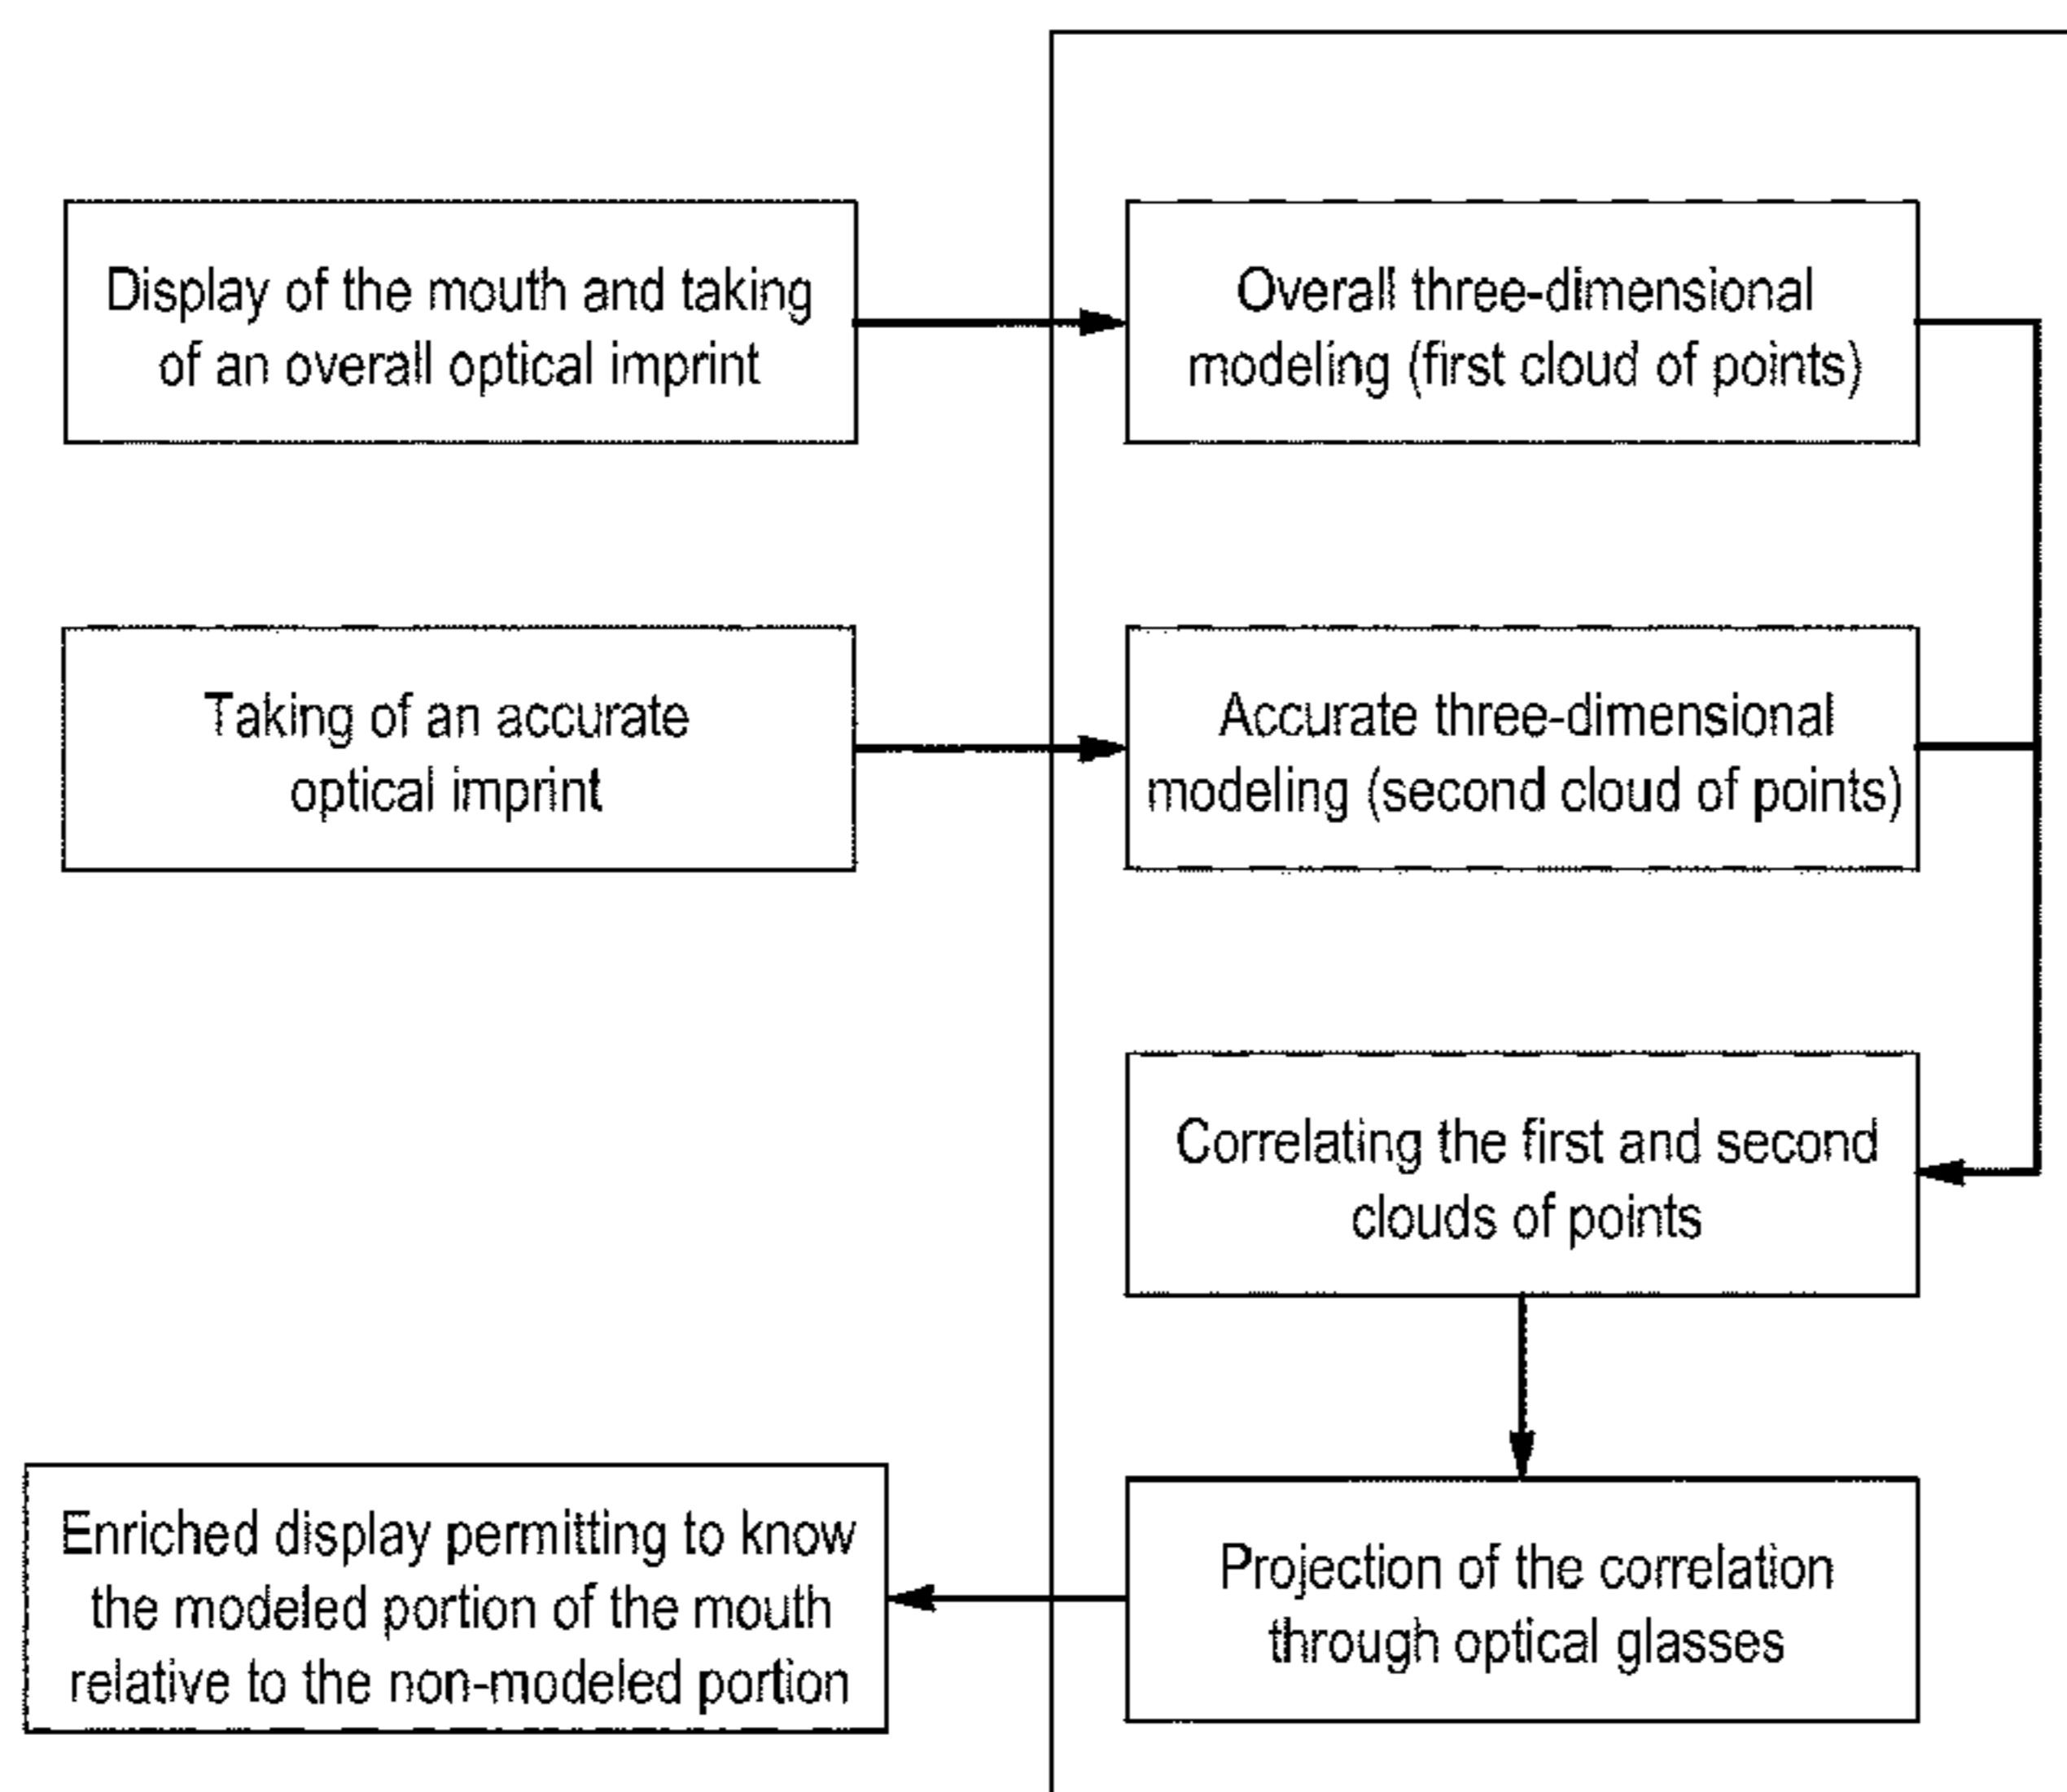 Display of the mouth and taking
of an overall optical imprint
Overall three-dimensional
modeling (first cloud of points)
Taking of an accurate
optical imprint
Accurate three-dimensional
modeling (second cloud of points)
Correlating the first and second
clouds of points
Enriched display permitting to know
the modeled portion of the mouth
relative to the non-modeled portion
Projection of the correlation
through optical glasses